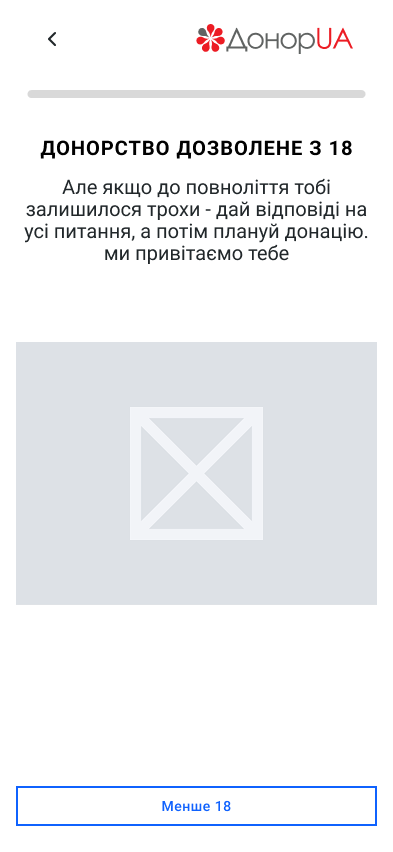 ДонорUA
ДОНОРСТВО ДОЗВОЛЕНЕ З 18
Але якщо до повноліття тобі
залишилося трохи - дай відповіді на
усі питання, а потім плануй донацію.
ми привітаємо тебе
Менше 18